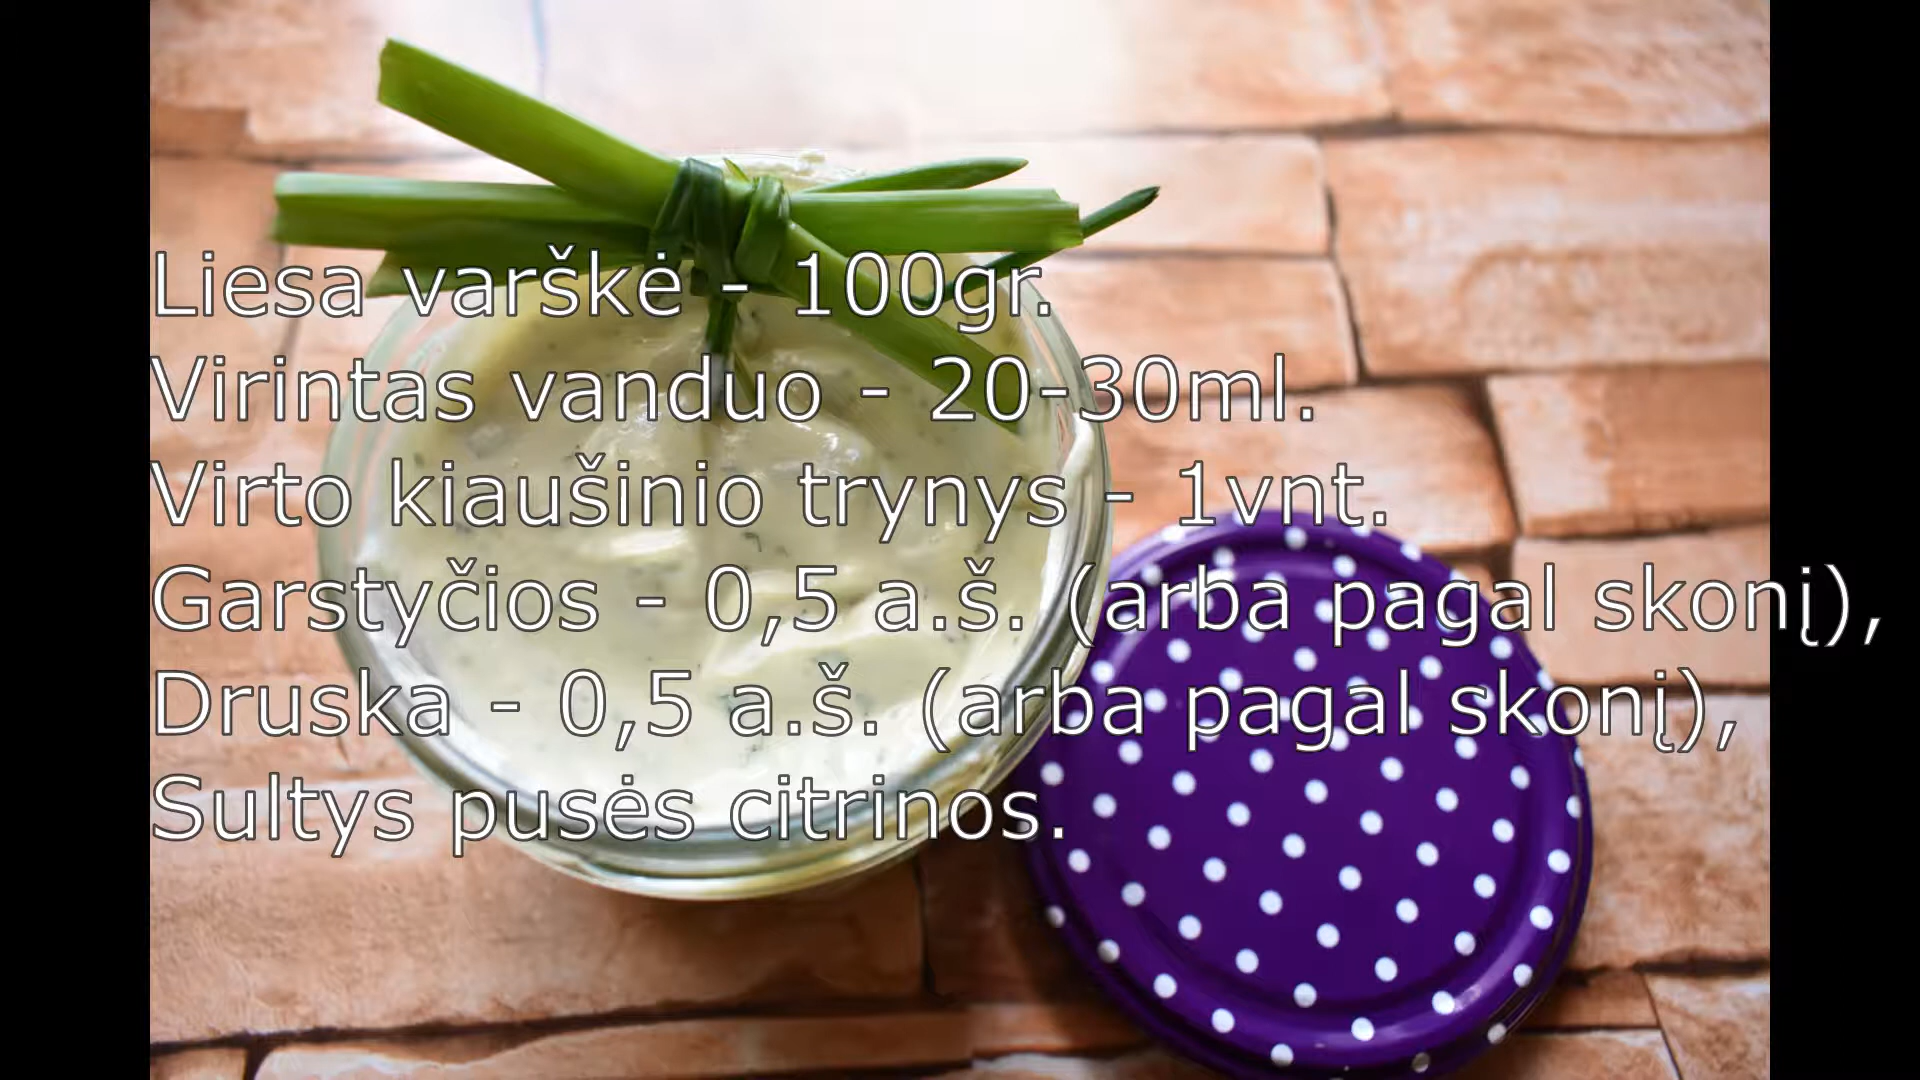 Liesa varškė - 100gr.
Virintas vanduo - 20-30ml.
Virto kiaušinio trynys - 1vnt.
Garstyčios - 0,5 a.š. (arba pagal skonį),
Druska - 0,5 a.š. (arba pagal skonį),
Sultys pusės citrinos.